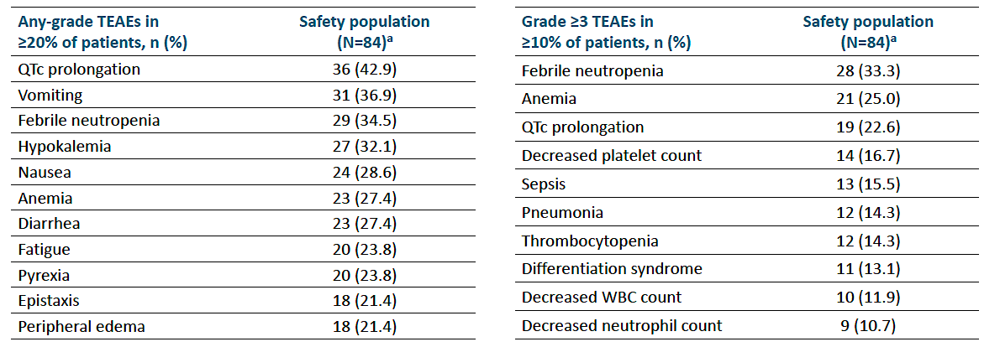 Any-grade TEAEs in
≥20% of patients, n (%)
Safety population
(N=84)ᵃ
QTc prolongation 36 (42.9)
Vomiting 31 (36.9)
Febrile neutropenia 29 (34.5)
Hypokalemia 27 (32.1)
Nausea 24 (28.6)
Anemia 23 (27.4)
Diarrhea 23 (27.4)
Fatigue 20 (23.8)
Pyrexia 20 (23.8)
Epistaxis 18 (21.4)
Peripheral edema 18 (21.4)
Grade ≥3 TEAEs in
≥10% of patients, n (%)
Safety population
(N=84)ᵃ
Febrile neutropenia 28 (33.3)
Anemia 21 (25.0)
QTc prolongation 19 (22.6)
Decreased platelet count 14 (16.7)
Sepsis 13 (15.5)
Pneumonia 12 (14.3)
Thrombocytopenia 12 (14.3)
Differentiation syndrome 11 (13.1)
Decreased WBC count 10 (11.9)
Decreased neutrophil count 9 (10.7)